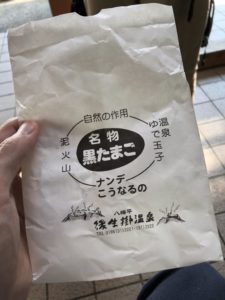 自然の作用
名物
黒たまご
泥火山
温泉
ゆで玉子
ナンデ
こうなるの
八幡平
後生掛温泉